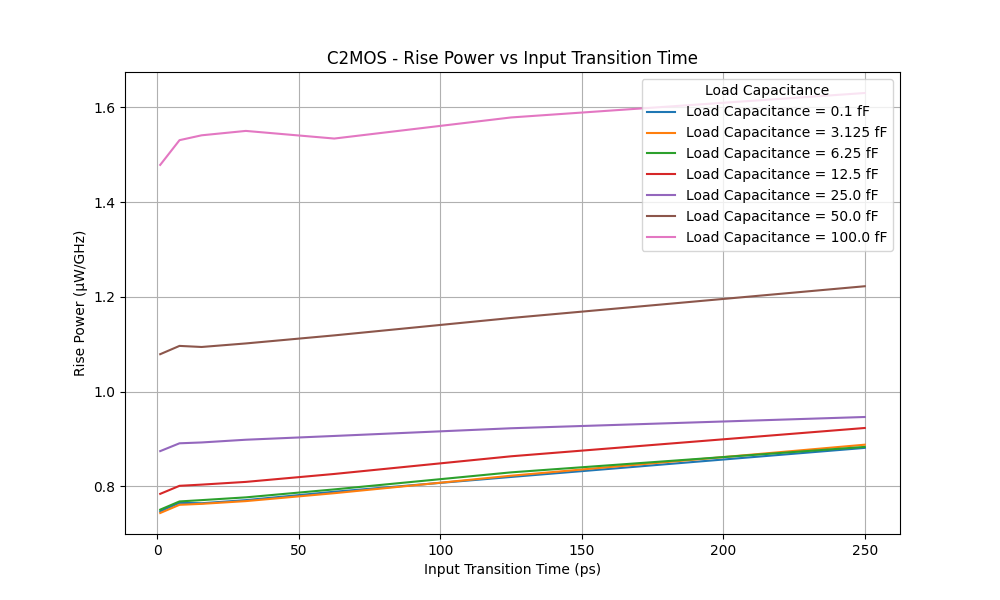 C2MOS - Rise Power vs Input Transition Time
Rise Power (μW/GHz)
1.6
1.4
1.2
1.0
0.8
Load Capacitance
Load Capacitance = 0.1 fF
Load Capacitance = 3.125 fF
Load Capacitance = 6.25 fF
Load Capacitance = 12.5 fF
Load Capacitance = 25.0 fF
Load Capacitance = 50.0 fF
Load Capacitance = 100.0 fF
0 50 100 150 200 250
Input Transition Time (ps)